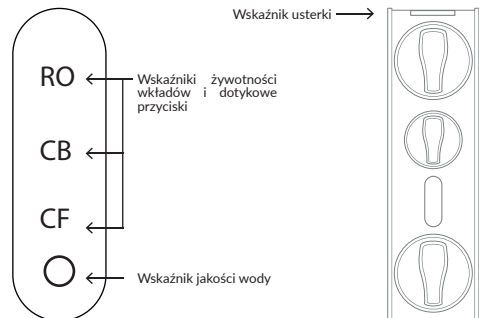 Wskaźnik usterki
RO
Wskaźniki żywotności
wkładów i dotykowe
przyciski
CB
CF
Wskaźnik jakości wody